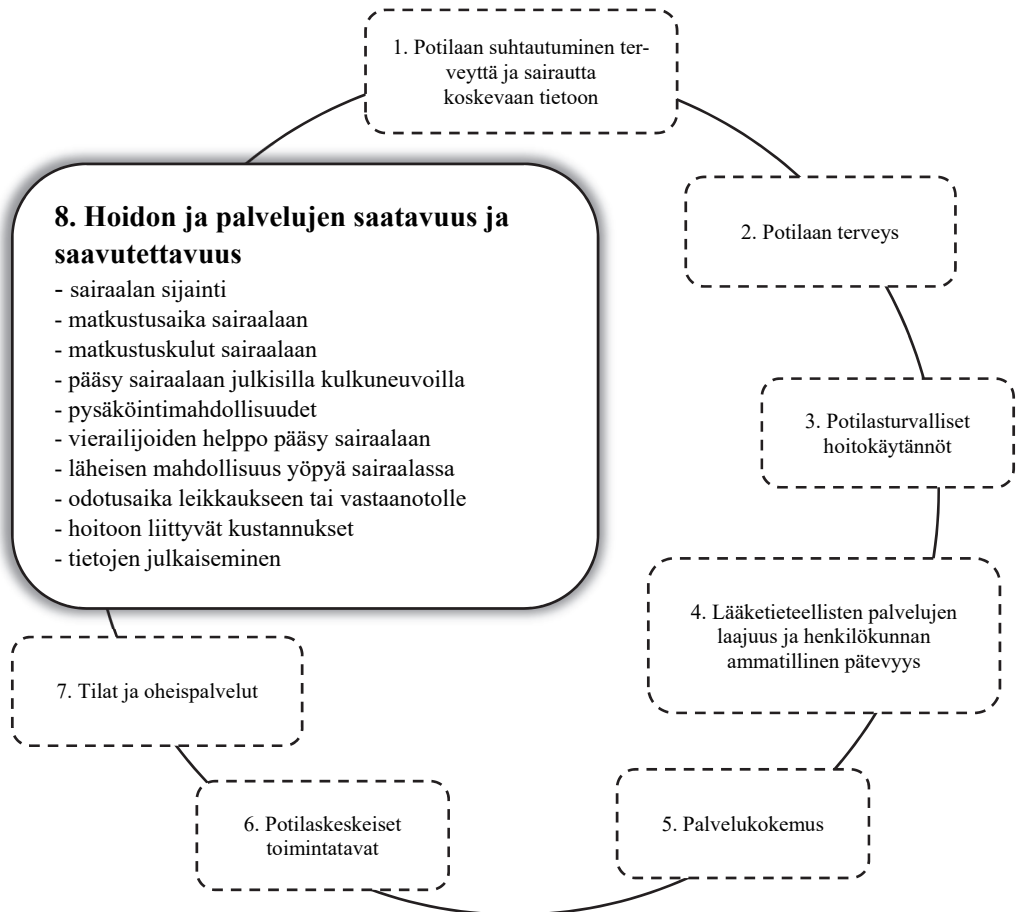 1. Potilaan suhtautuminen ter-
veyttä ja sairautta
koskevaan tietoon
2. Potilaan terveys
3. Potilasturvalliset
hoitokäytännöt
4. Lääketieteellisten palvelujen
laajuus ja henkilökunnan
ammatillinen pätevyys
5. Palvelukokemus
6. Potilaskeskeiset
toimintatavat
7. Tilat ja oheispalvelut
8. Hoidon ja palvelujen saatavuus ja
saavutettavuus
- sairaalan sijainti
- matkustusaika sairaalaan
- matkustuskulut sairaalaan
- pääsy sairaalaan julkisilla kulkuneuvoilla
- pysäköintimahdollisuudet
- vierailijoiden helppo pääsy sairaalaan
- läheisen mahdollisuus yöpyä sairaalassa
- odotusaika leikkaukseen tai vastaanotolle
- hoitoon liittyvät kustannukset
- tietojen julkaiseminen